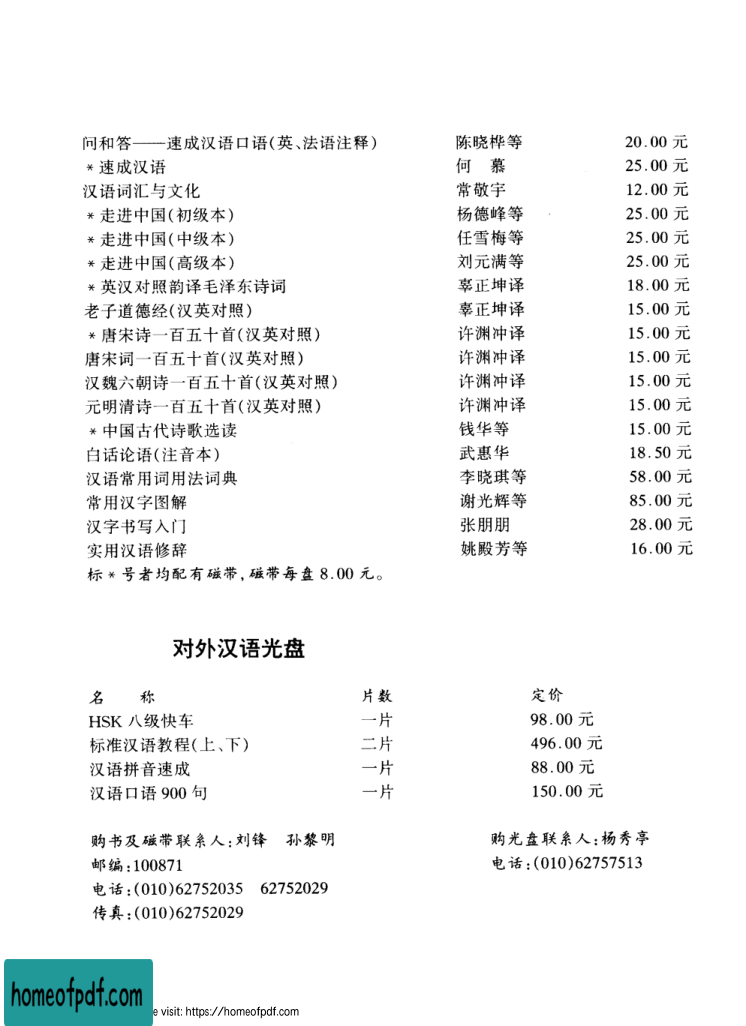 问和答——速成汉语口语(英、法语注释) 陈晓桦等 20.00 元
*速成汉语 何 慕 25.00 元
汉语词汇与文化 常敬宇 12.00 元
*走进中国(初级本) 杨德峰等 25.00 元
*走进中国(中级本) 任雪梅等 25.00 元
*走进中国(高级本) 刘元满等 25.00 元
*英汉对照韵译毛泽东诗词 辜正坤译 18.00 元
老子道德经(汉英对照) 辜正坤译 15.00 元
*唐宋诗一百五十首(汉英对照) 许渊冲译 15.00 元
唐宋词一百五十首(汉英对照) 许渊冲译 15.00 元
汉魏六朝诗一百五十首(汉英对照) 许渊冲译 15.00 元
元明清诗一百五十首(汉英对照) 许渊冲译 15.00 元
*中国古代诗歌选读 钱华等 15.00 元
白话论语(注音本) 武惠华 18.50 元
汉语常用词用法词典 李晓琪等 58.00 元
常用汉字图解 谢光辉等 85.00 元
汉字书写入门 张朋朋 28.00 元
实用汉语修辞 姚殿芳等 16.00 元
标*号者均配有磁带,磁带每盘 8.00 元。
对外汉语光盘
名 称 片数 定价
HSK 八级快车 一片 98.00 元
标准汉语教程(上、下) 二片 496.00 元
汉语拼音速成 一片 88.00 元
汉语口语 900 句 一片 150.00 元
购书及磁带联系人:刘锋 孙黎明 购光盘联系人:杨秀亭
邮编:100871 电话:(010)62757513
电话:(010)62752035 62752029
传真:(010)62752029
homeofpdf.com
e visit: https://homeofpdf.com